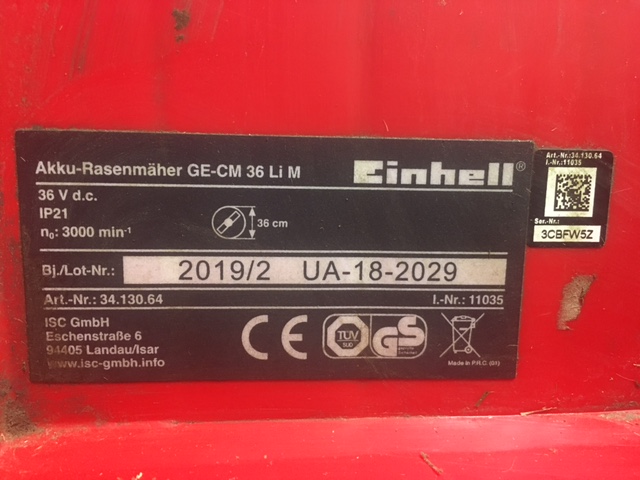 Akku-Rasenmäher GE-CM 36 Li M
Einhell®
36 V d.c.
IP21
36 cm
n₀: 3000 min⁻¹
Bj./Lot-Nr.: 2019/2 UA-18-2029
Art.-Nr.: 34.130.64
I.-Nr.: 11035
ISC GmbH
Eschenstraße 6
94405 Landau/Isar
www.isc-gmbh.info
CE
TÜV
SÜD
GS
Made in P.R.C. (01)
Art.-Nr.:34.130.64
I.-Nr.:11035
Ser.-Nr.:
3CBFW5Z